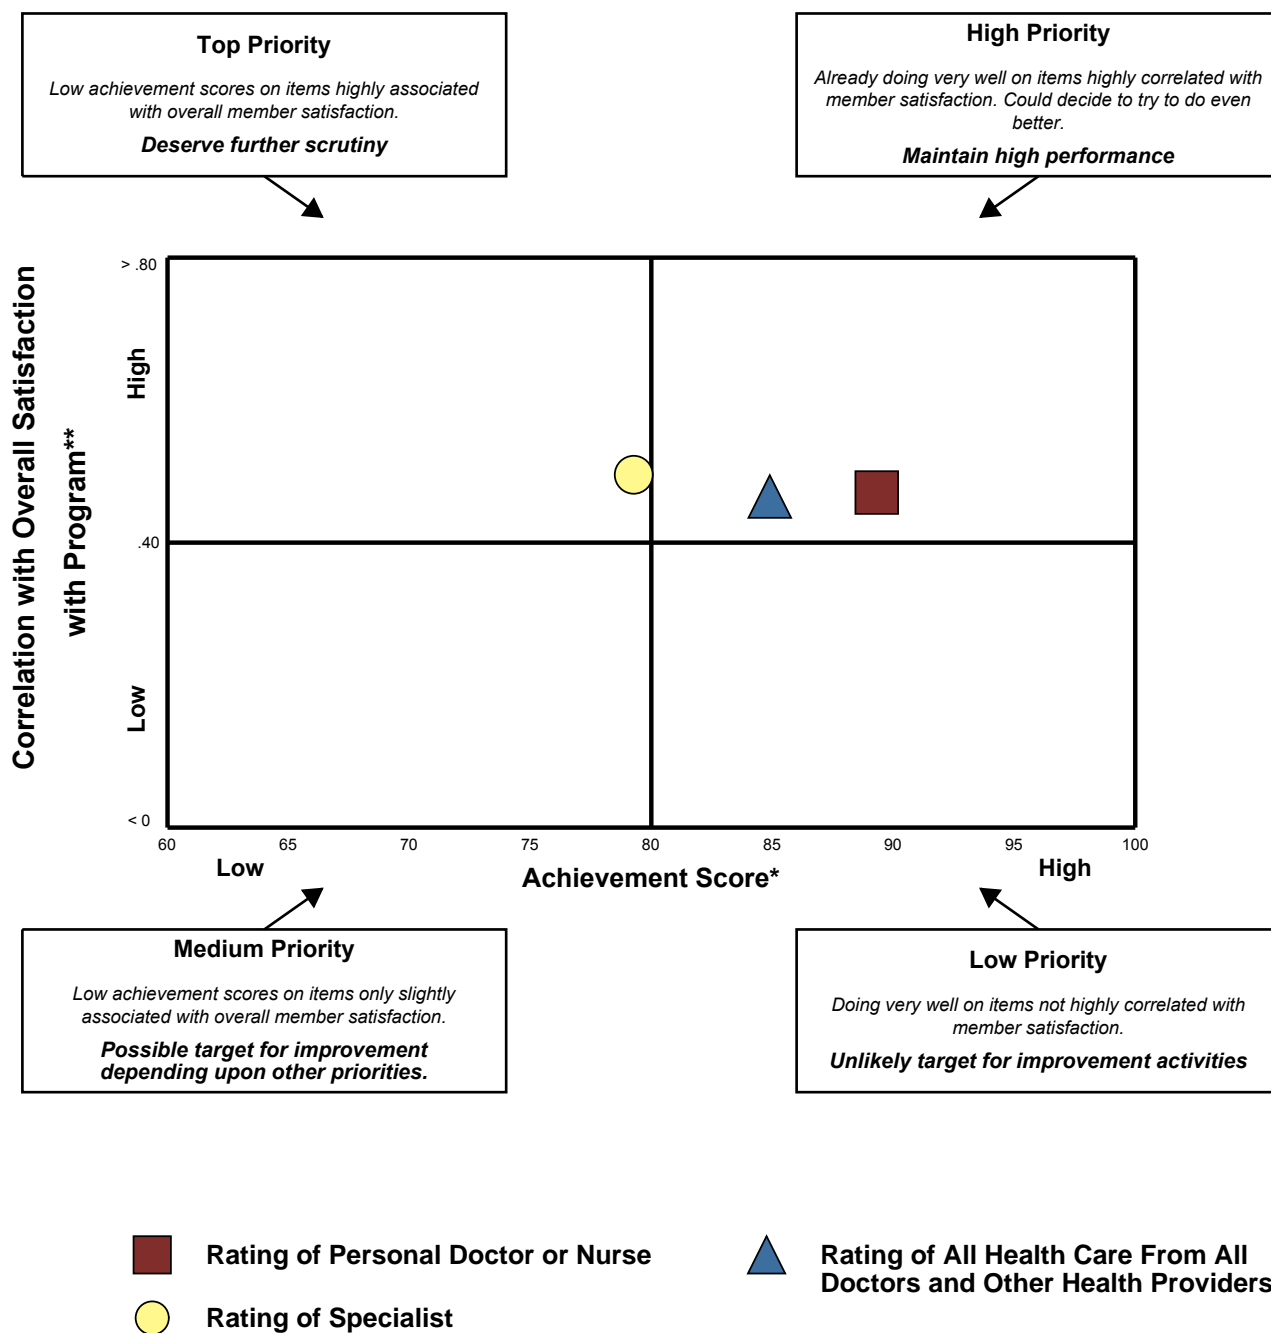 Top Priority
Low achievement scores on items highly associated
with overall member satisfaction.
Deserve further scrutiny
High Priority
Already doing very well on items highly correlated with
member satisfaction. Could decide to try to do even
better.
Maintain high performance
Correlation with Overall Satisfaction
with Program**
> .80
High
.40
Low
< 0
60
65
70
75
80
85
90
95
100
Low
Achievement Score*
High
Medium Priority
Low achievement scores on items only slightly
associated with overall member satisfaction.
Possible target for improvement
depending upon other priorities.
Low Priority
Doing very well on items not highly correlated with
member satisfaction.
Unlikely target for improvement activities
Rating of Personal Doctor or Nurse
Rating of Specialist
Rating of All Health Care From All
Doctors and Other Health Providers